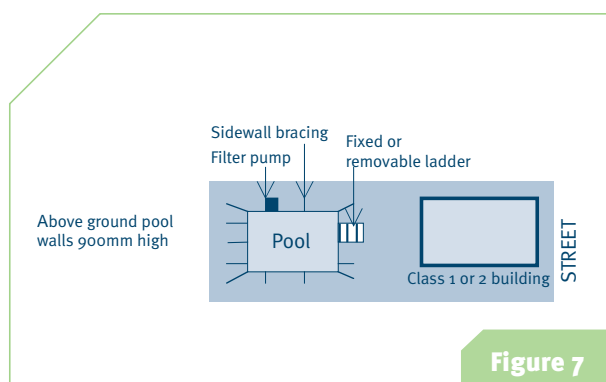 Sidewall bracing
Filter pump
Fixed or
removable ladder
Above ground pool
walls 900mm high
Pool
Class 1 or 2 building
STREET
Figure 7